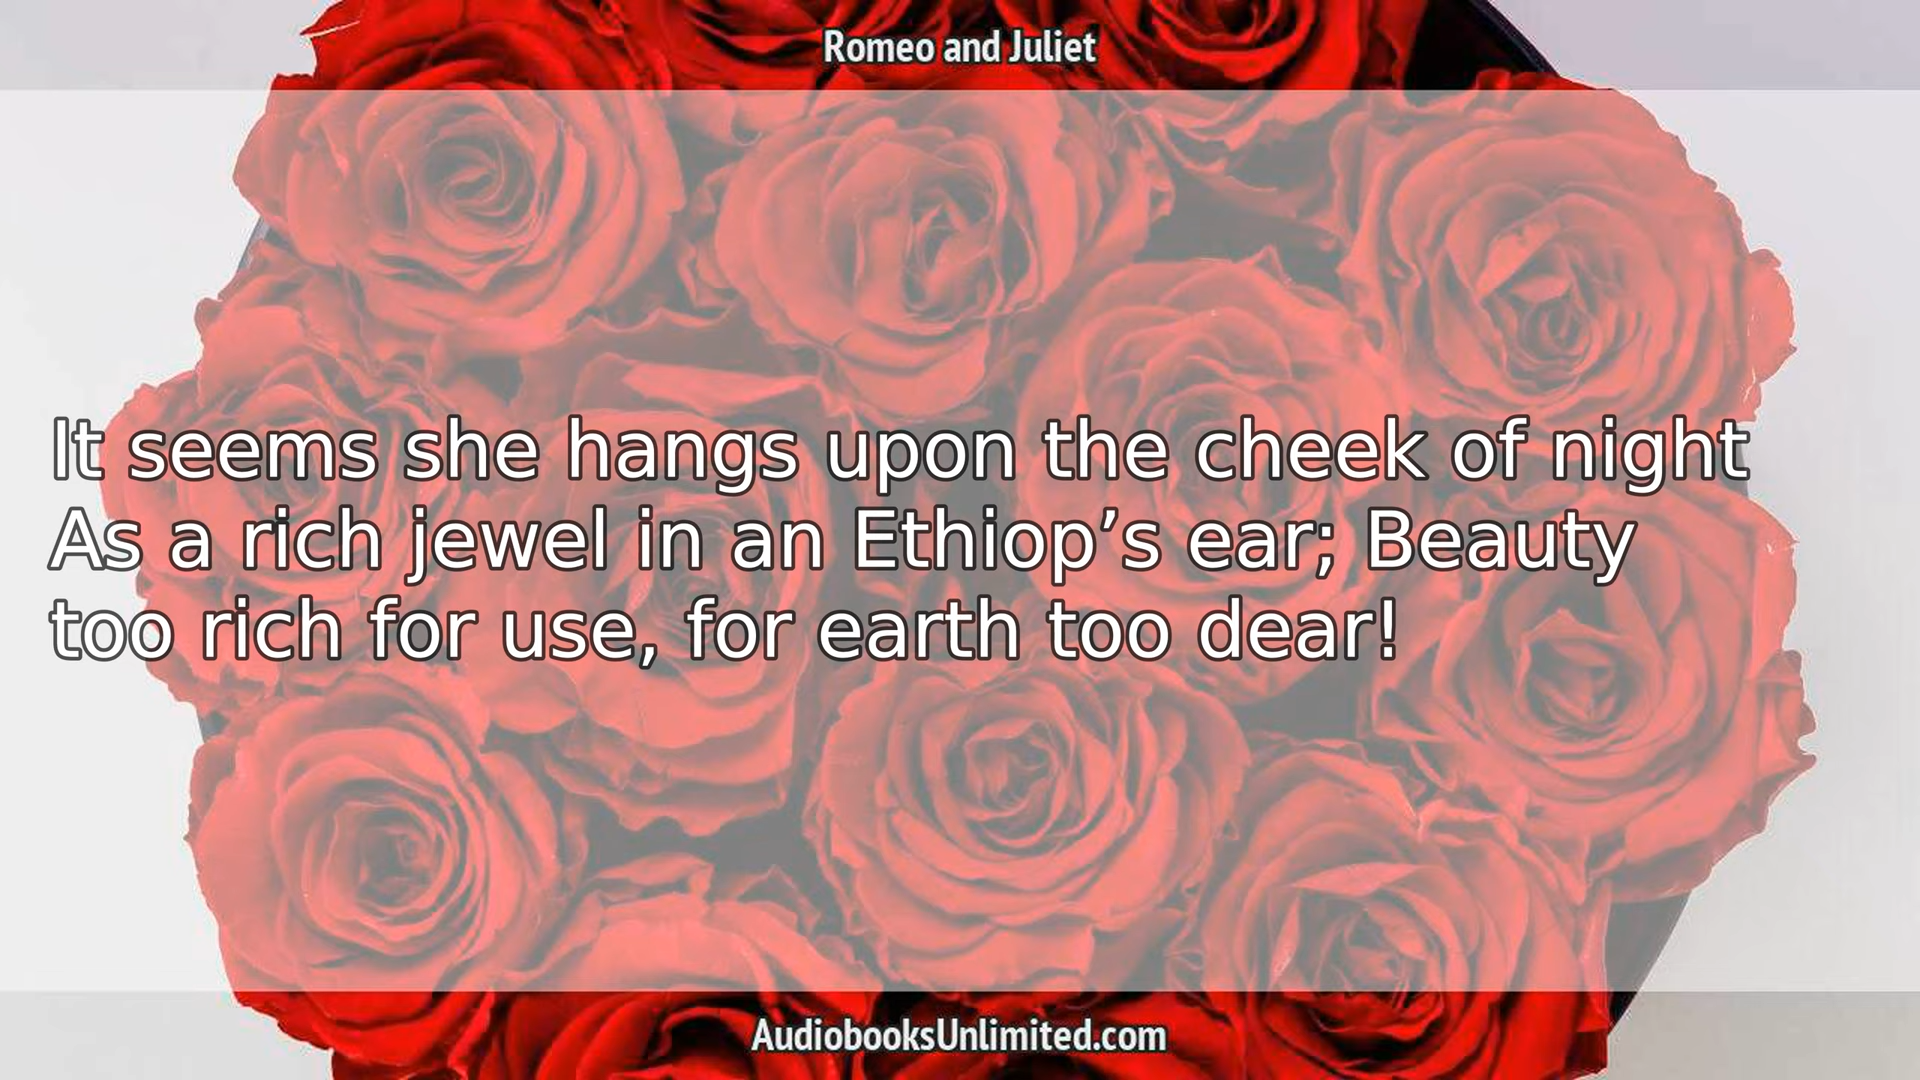 Romeo and Juliet
It seems she hangs upon the cheek of night
As a rich jewel in an Ethiop’s ear; Beauty
too rich for use, for earth too dear!
AudiobooksUnlimited.com